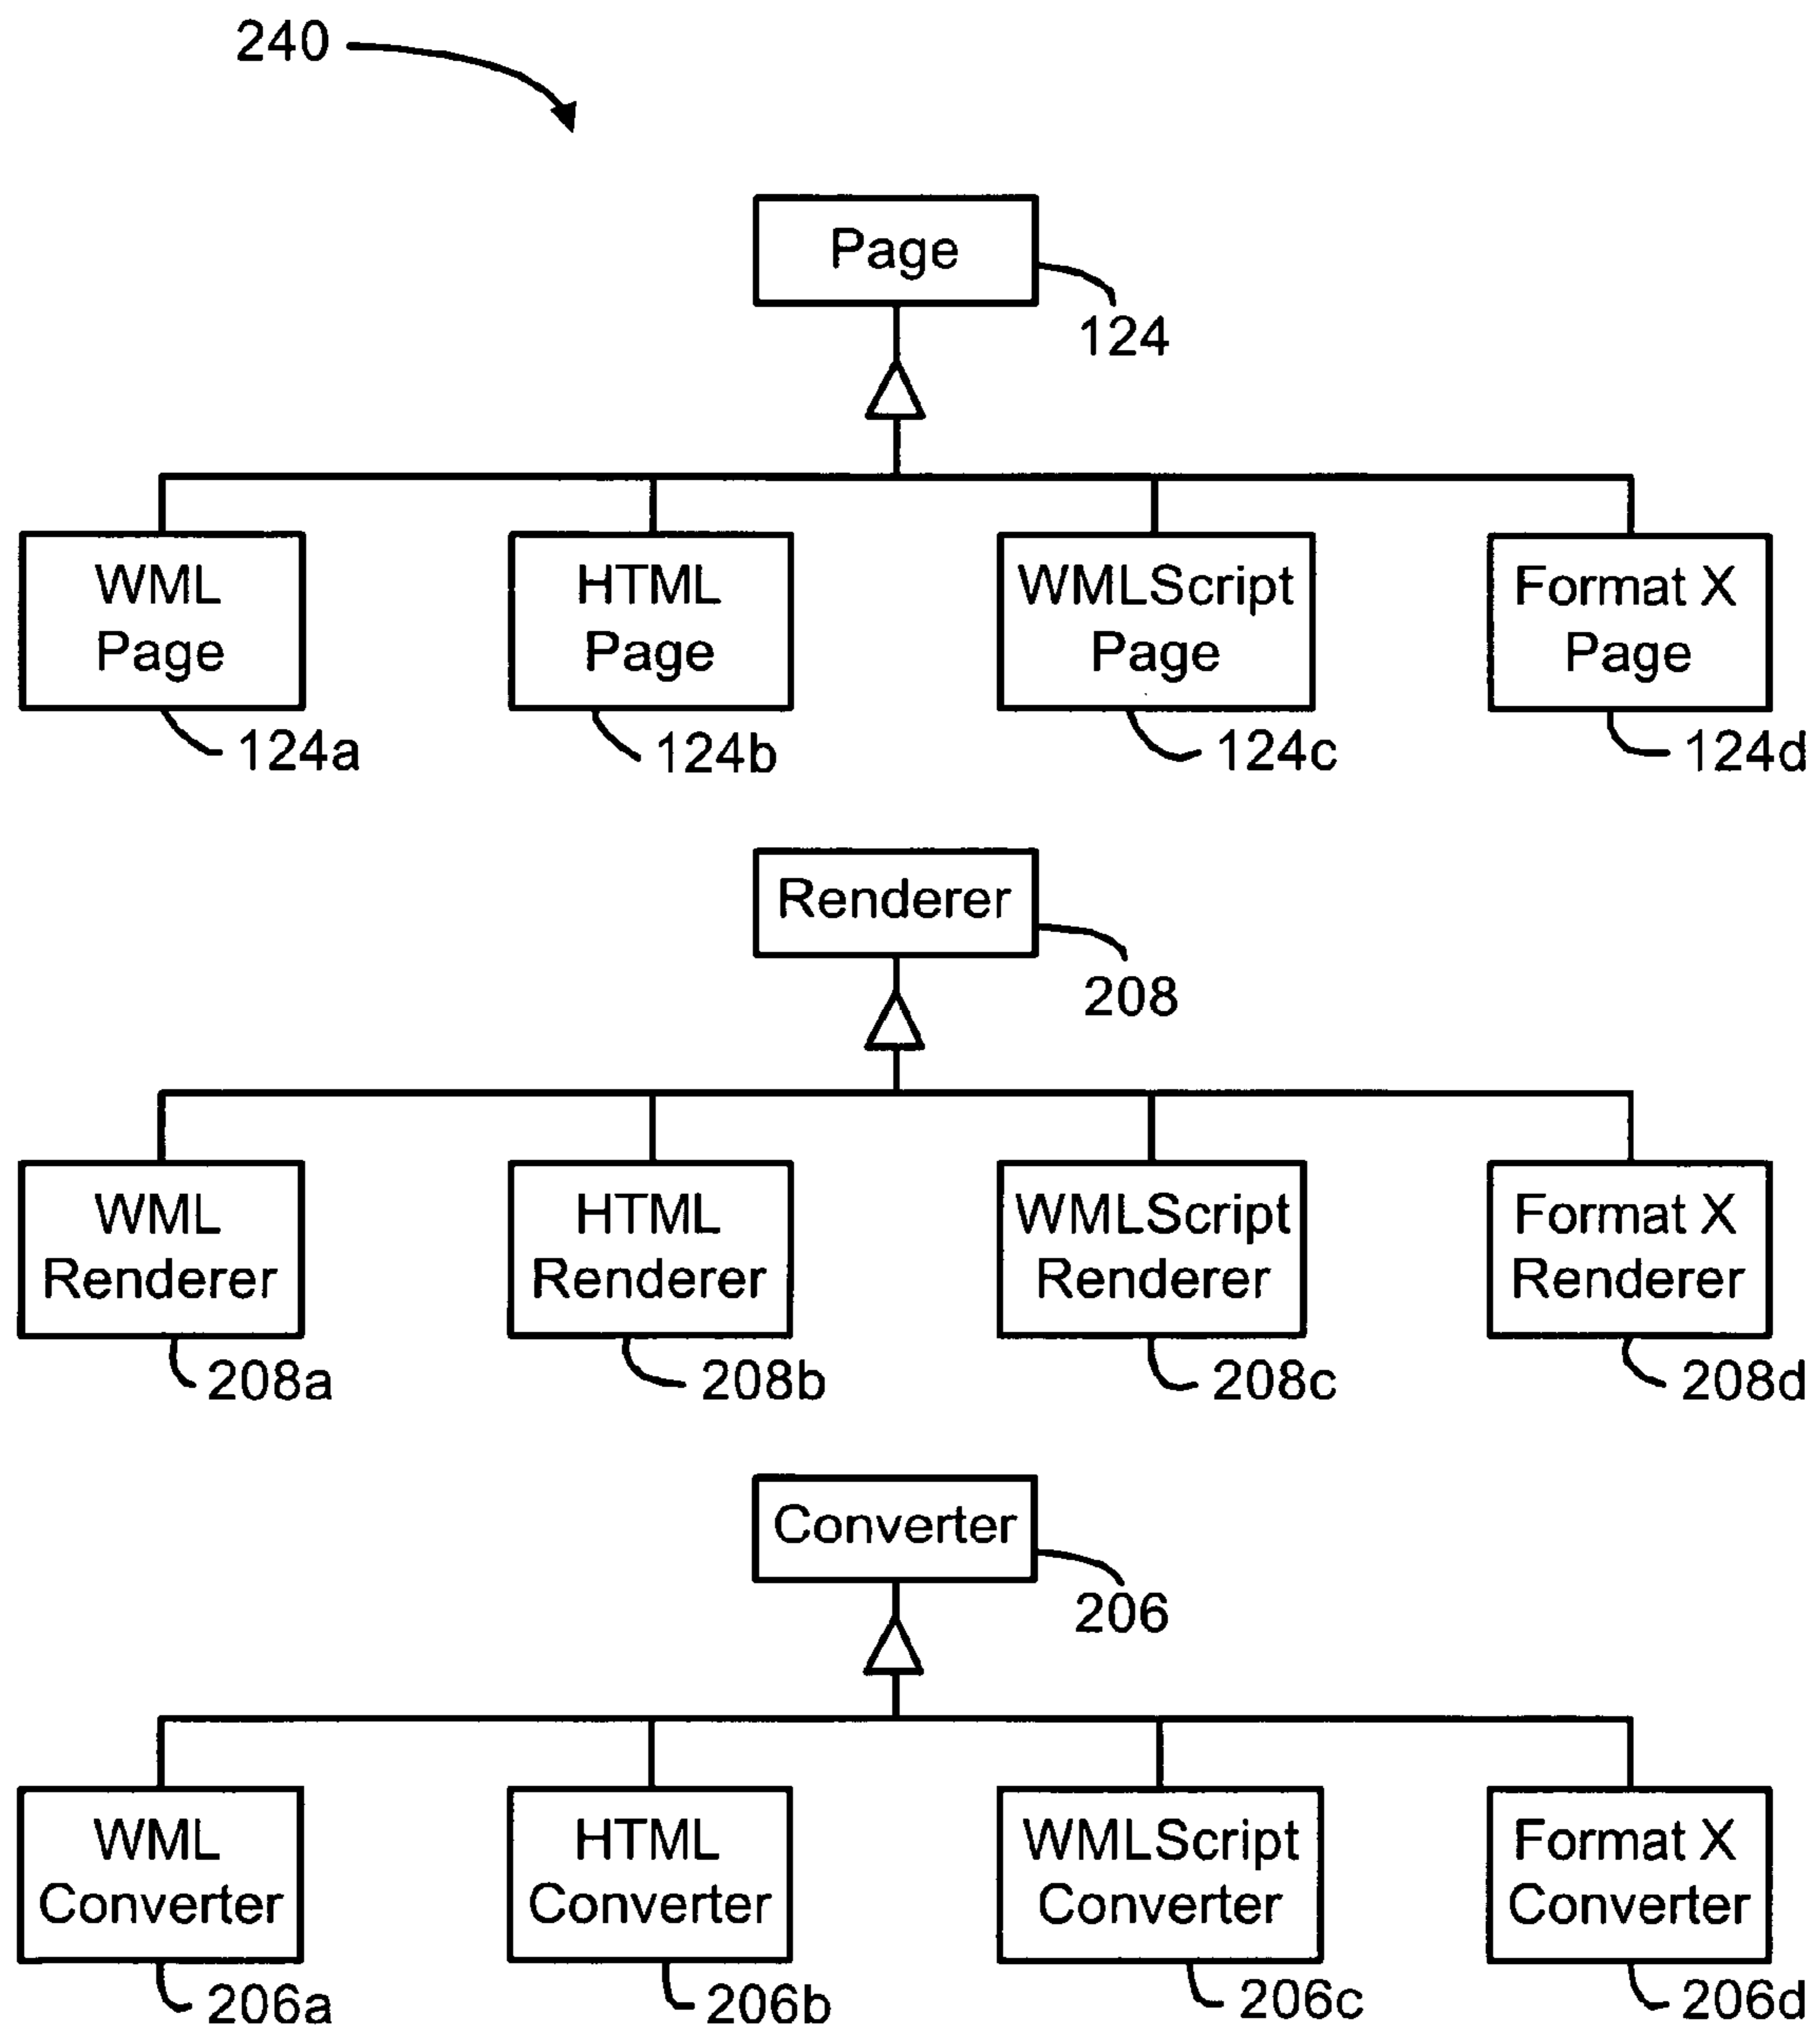 240
Page
124
WML
Page
124a
HTML
Page
124b
WMLScript
Page
124c
Format X
Page
124d
Renderer
208
WML
Renderer
208a
HTML
Renderer
208b
WMLScript
Renderer
208c
Format X
Renderer
208d
Converter
206
WML
Converter
206a
HTML
Converter
206b
WMLScript
Converter
206c
Format X
Converter
206d